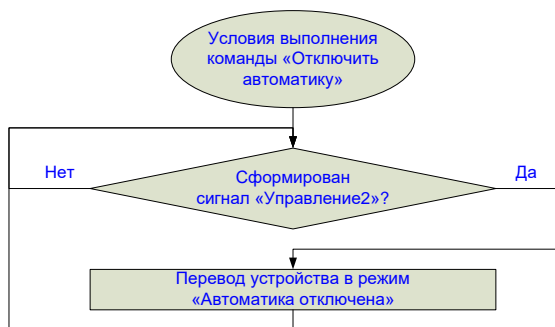 Условия выполнения
команды «Отключить
автоматику»
Нет
Да
Сформирован
сигнал «Управление2»?
Перевод устройства в режим
«Автоматика отключена»